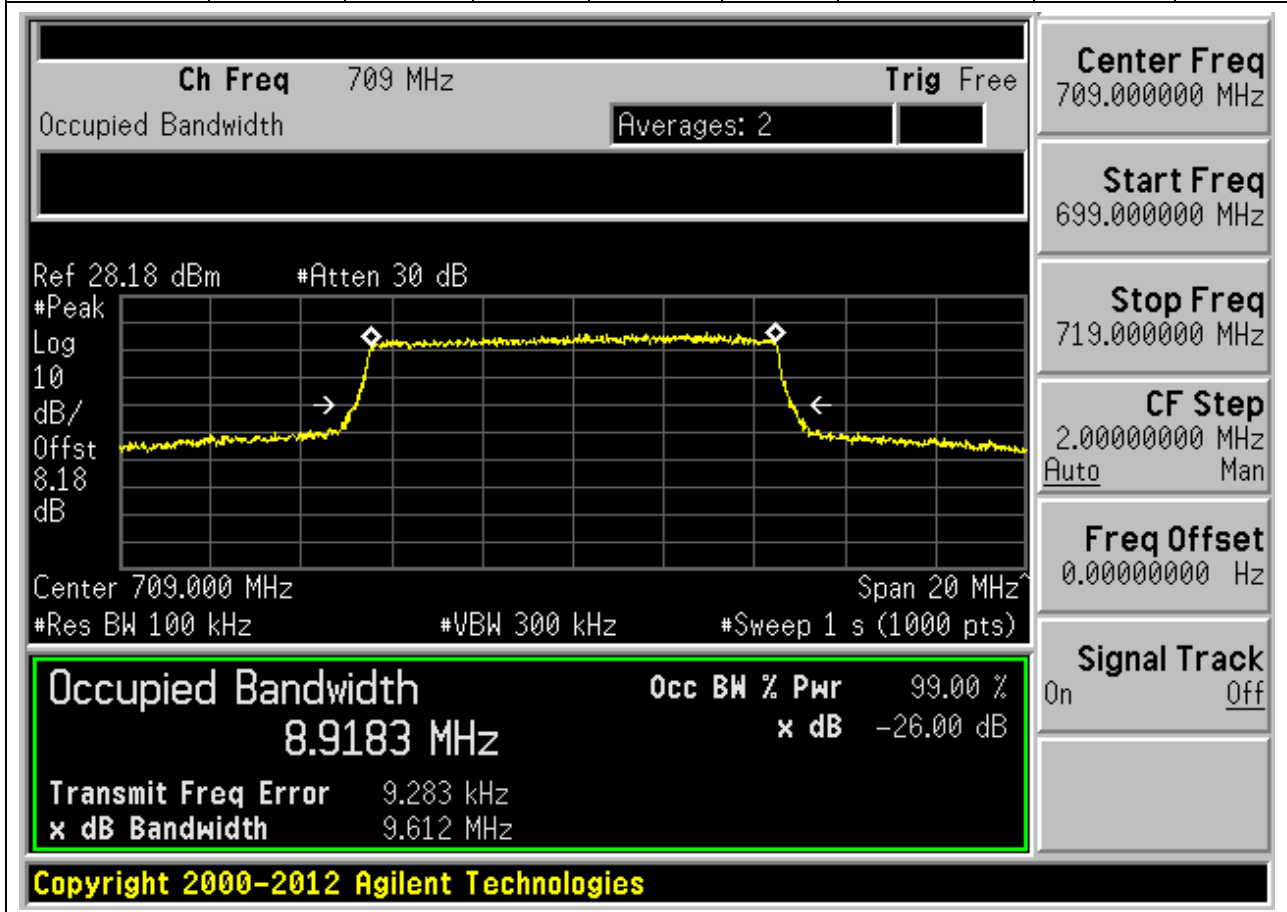 Ch Freq 709 MHz Trig Free
Occupied Bandwidth Averages: 2
Ref 28.18 dBm #Atten 30 dB
#Peak
Log
10
dB/
Offst
8.18
dB
Center 709.000 MHz Span 20 MHz^
#Res BW 100 kHz #VBW 300 kHz #Sweep 1 s (1000 pts)
Occupied Bandwidth Occ BW % Pwr 99.00 %
8.9183 MHz x dB -26.00 dB
Transmit Freq Error 9.283 kHz
x dB Bandwidth 9.612 MHz
Copyright 2000-2012 Agilent Technologies
Center Freq
709.000000 MHz
Start Freq
699.000000 MHz
Stop Freq
719.000000 MHz
CF Step
2.00000000 MHz
Auto Man
Freq Offset
0.00000000 Hz
Signal Track
On Off